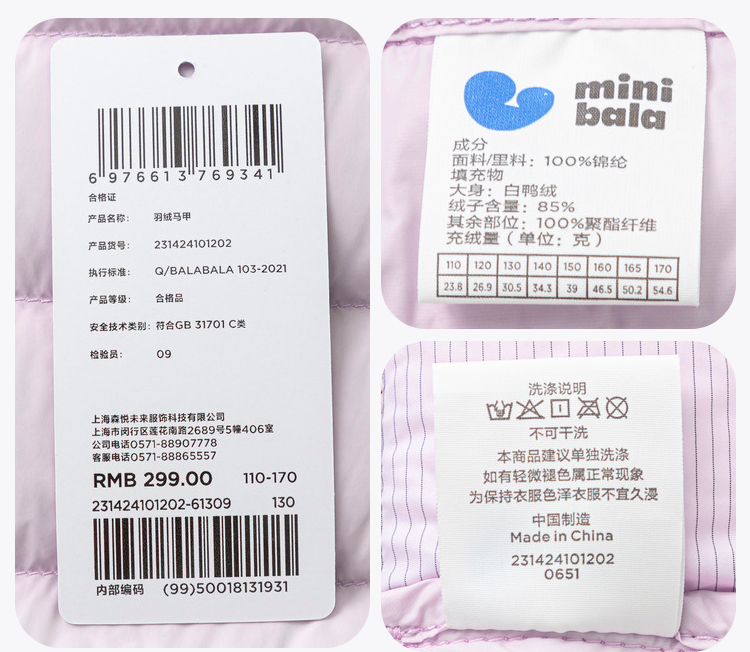 6 976613 769341
合格证
产品名称: 羽绒马甲
产品货号: 231424101202
执行标准: Q/BALABALA 103-2021
产品等级: 合格品
安全技术类别: 符合GB 31701 C类
检验员: 09
上海森悦未来服饰科技有限公司
上海市闵行区莲花南路2689号5幢406室
公司电话0571-88907778
客服电话0571-88865557
RMB 299.00 110-170
231424101202-61309 130
内部编码 (99)50018131931
mini
bala
成分
面料/里料: 100%锦纶
填充物
大身: 白鸭绒
绒子含量: 85%
其余部位: 100%聚酯纤维
充绒量 (单位: 克)
110 120 130 140 150 160 165 170
23.8 26.9 30.5 34.3 39 46.5 50.2 54.6
洗涤说明
不可干洗
本商品建议单独洗涤
如有轻微褪色属正常现象
为保持衣服色泽衣服不宜久浸
中国制造
Made in China
231424101202
0651